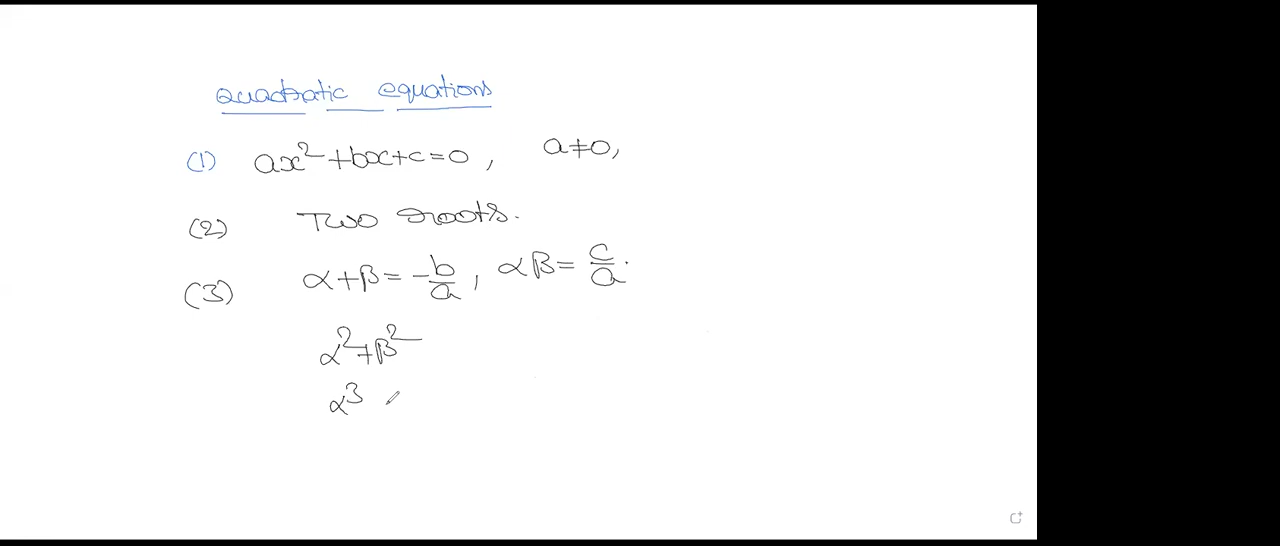 quadratic equations
(1) ax²+bx+c=0, a≠0,
(2) Two roots.
(3) α+β=-b/a, αβ=c/a.
α²+β²
α³